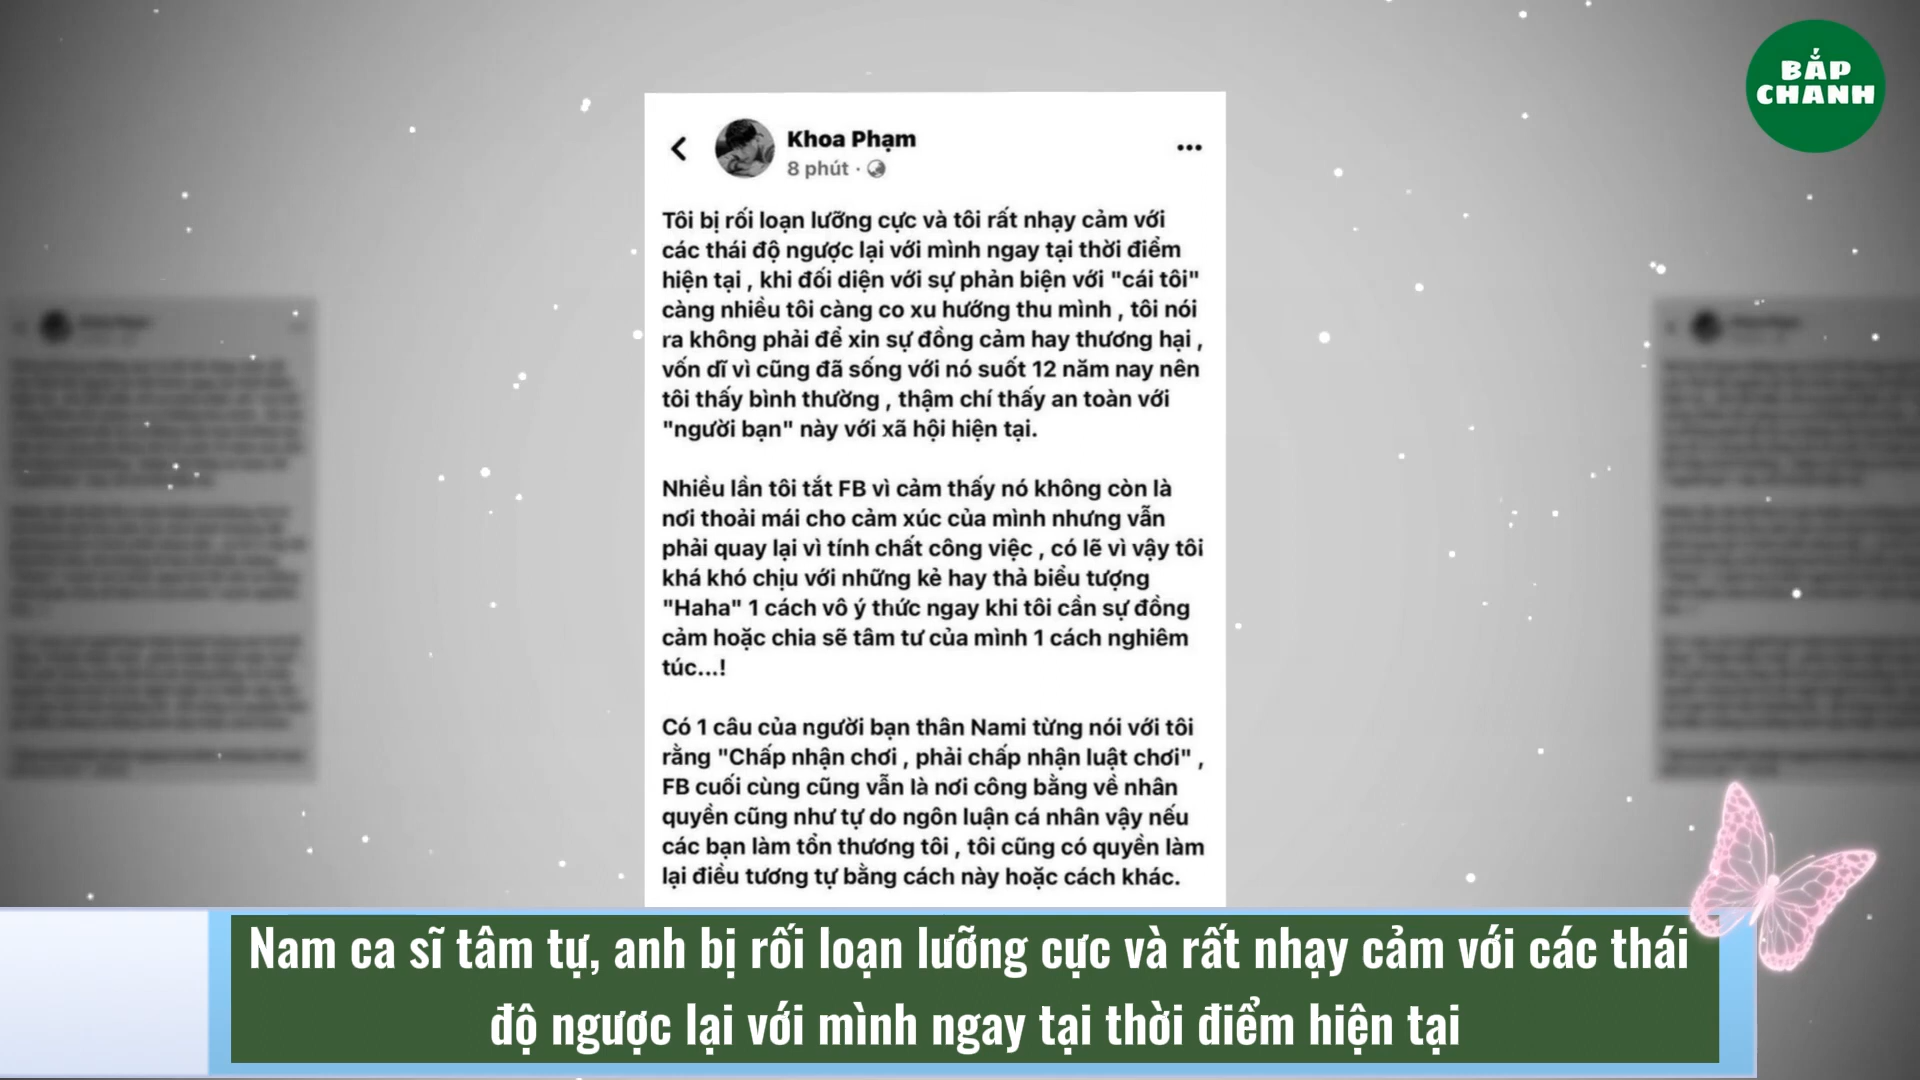 BẮP
CHANH
Khoa Phạm
8 phút ·
Tôi bị rối loạn lưỡng cực và tôi rất nhạy cảm với
các thái độ ngược lại với mình ngay tại thời điểm
hiện tại , khi đối diện với sự phản biện với "cái tôi"
càng nhiều tôi càng co xu hướng thu mình , tôi nói
ra không phải để xin sự đồng cảm hay thương hại ,
vốn dĩ vì cũng đã sống với nó suốt 12 năm nay nên
tôi thấy bình thường , thậm chí thấy an toàn với
"người bạn" này với xã hội hiện tại.
Nhiều lần tôi tắt FB vì cảm thấy nó không còn là
nơi thoải mái cho cảm xúc của mình nhưng vẫn
phải quay lại vì tính chất công việc , có lẽ vì vậy tôi
khá khó chịu với những kẻ hay thả biểu tượng
"Haha" 1 cách vô ý thức ngay khi tôi cần sự đồng
cảm hoặc chia sẽ tâm tư của mình 1 cách nghiêm
túc...!
Có 1 câu của người bạn thân Nami từng nói với tôi
rằng "Chấp nhận chơi , phải chấp nhận luật chơi" ,
FB cuối cùng cũng vẫn là nơi công bằng về nhân
quyền cũng như tự do ngôn luận cá nhân vậy nếu
các bạn làm tổn thương tôi , tôi cũng có quyền làm
lại điều tương tự bằng cách này hoặc cách khác.
Nam ca sĩ tâm tự, anh bị rối loạn lưỡng cực và rất nhạy cảm với các thái
độ ngược lại với mình ngay tại thời điểm hiện tại